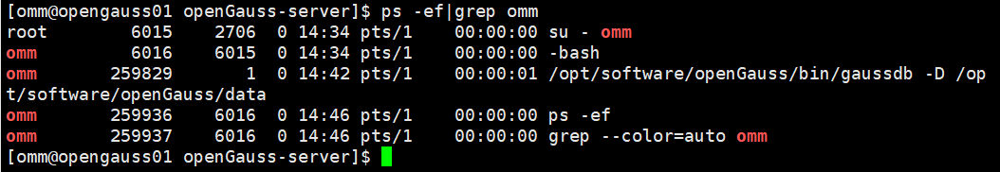 [omm@opengauss01 openGauss-server]$ ps -ef|grep omm
root        6015    2706  0 14:34 pts/1    00:00:00 su - omm
omm         6016    6015  0 14:34 pts/1    00:00:00 -bash
omm       259829       1  0 14:42 pts/1    00:00:01 /opt/software/openGauss/bin/gaussdb -D /op
t/software/openGauss/data
omm       259936    6016  0 14:46 pts/1    00:00:00 ps -ef
omm       259937    6016  0 14:46 pts/1    00:00:00 grep --color=auto omm
[omm@opengauss01 openGauss-server]$